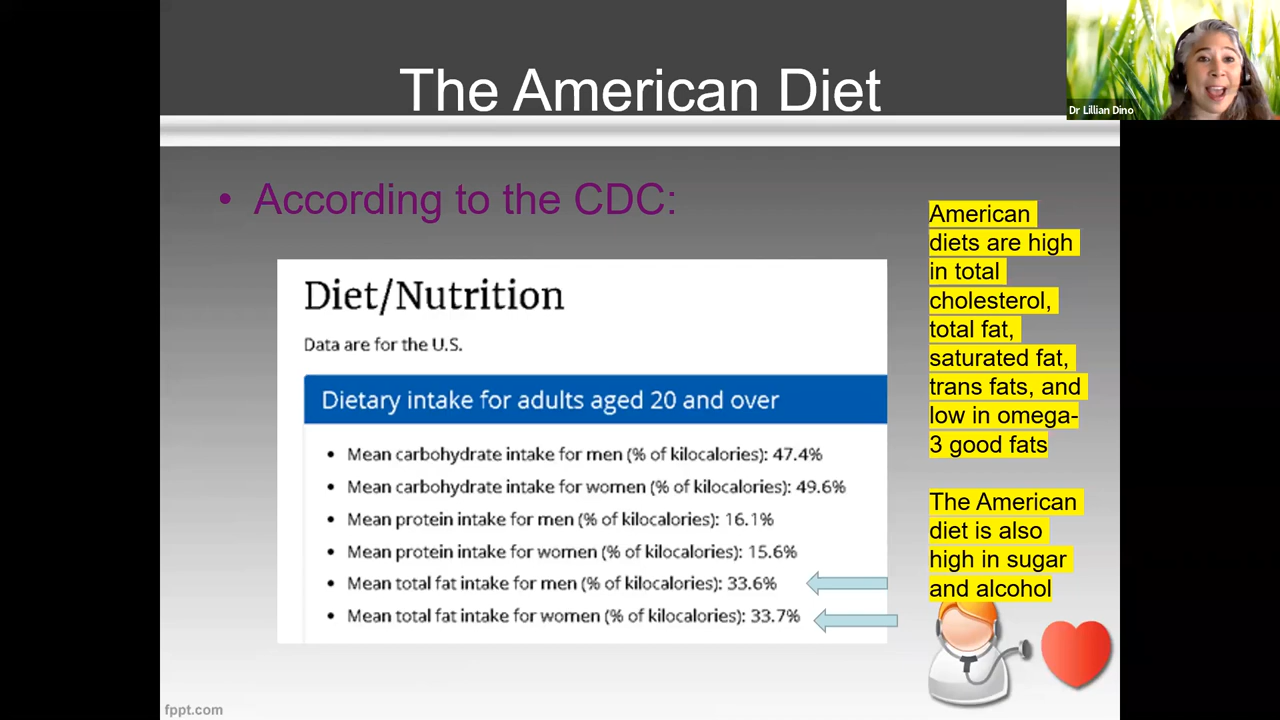 The American Diet
Dr Lillian Dino
• According to the CDC:
Diet/Nutrition
Data are for the U.S.
Dietary intake for adults aged 20 and over
• Mean carbohydrate intake for men (% of kilocalories): 47.4%
• Mean carbohydrate intake for women (% of kilocalories): 49.6%
• Mean protein intake for men (% of kilocalories): 16.1%
• Mean protein intake for women (% of kilocalories): 15.6%
• Mean total fat intake for men (% of kilocalories): 33.6%
• Mean total fat intake for women (% of kilocalories): 33.7%
American
diets are high
in total
cholesterol,
total fat,
saturated fat,
trans fats, and
low in omega-
3 good fats
The American
diet is also
high in sugar
and alcohol
fppt.com